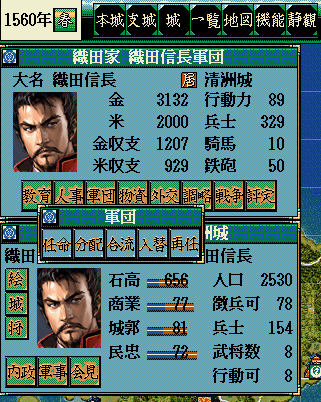 1560年 春 本城 支城 城 一覧 地図 機能 静観
織田家 織田信長軍団
大名 織田信長 居 清洲城
金 3132 行動力 89
米 2000 兵士 329
金収支 1207 騎馬 10
米収支 929 鉄砲 50
教育 人事 軍団 物資 外交 調略 戦争 評定
軍団
洲城
任命 分配 合流 入替 再任
織田
田信長
絵 石高 656 人口 2530
城 商業 77 徴兵可 78
将 城郭 81 兵士 154
民忠 72 武将数 8
内政 軍事 会見 行動可 8